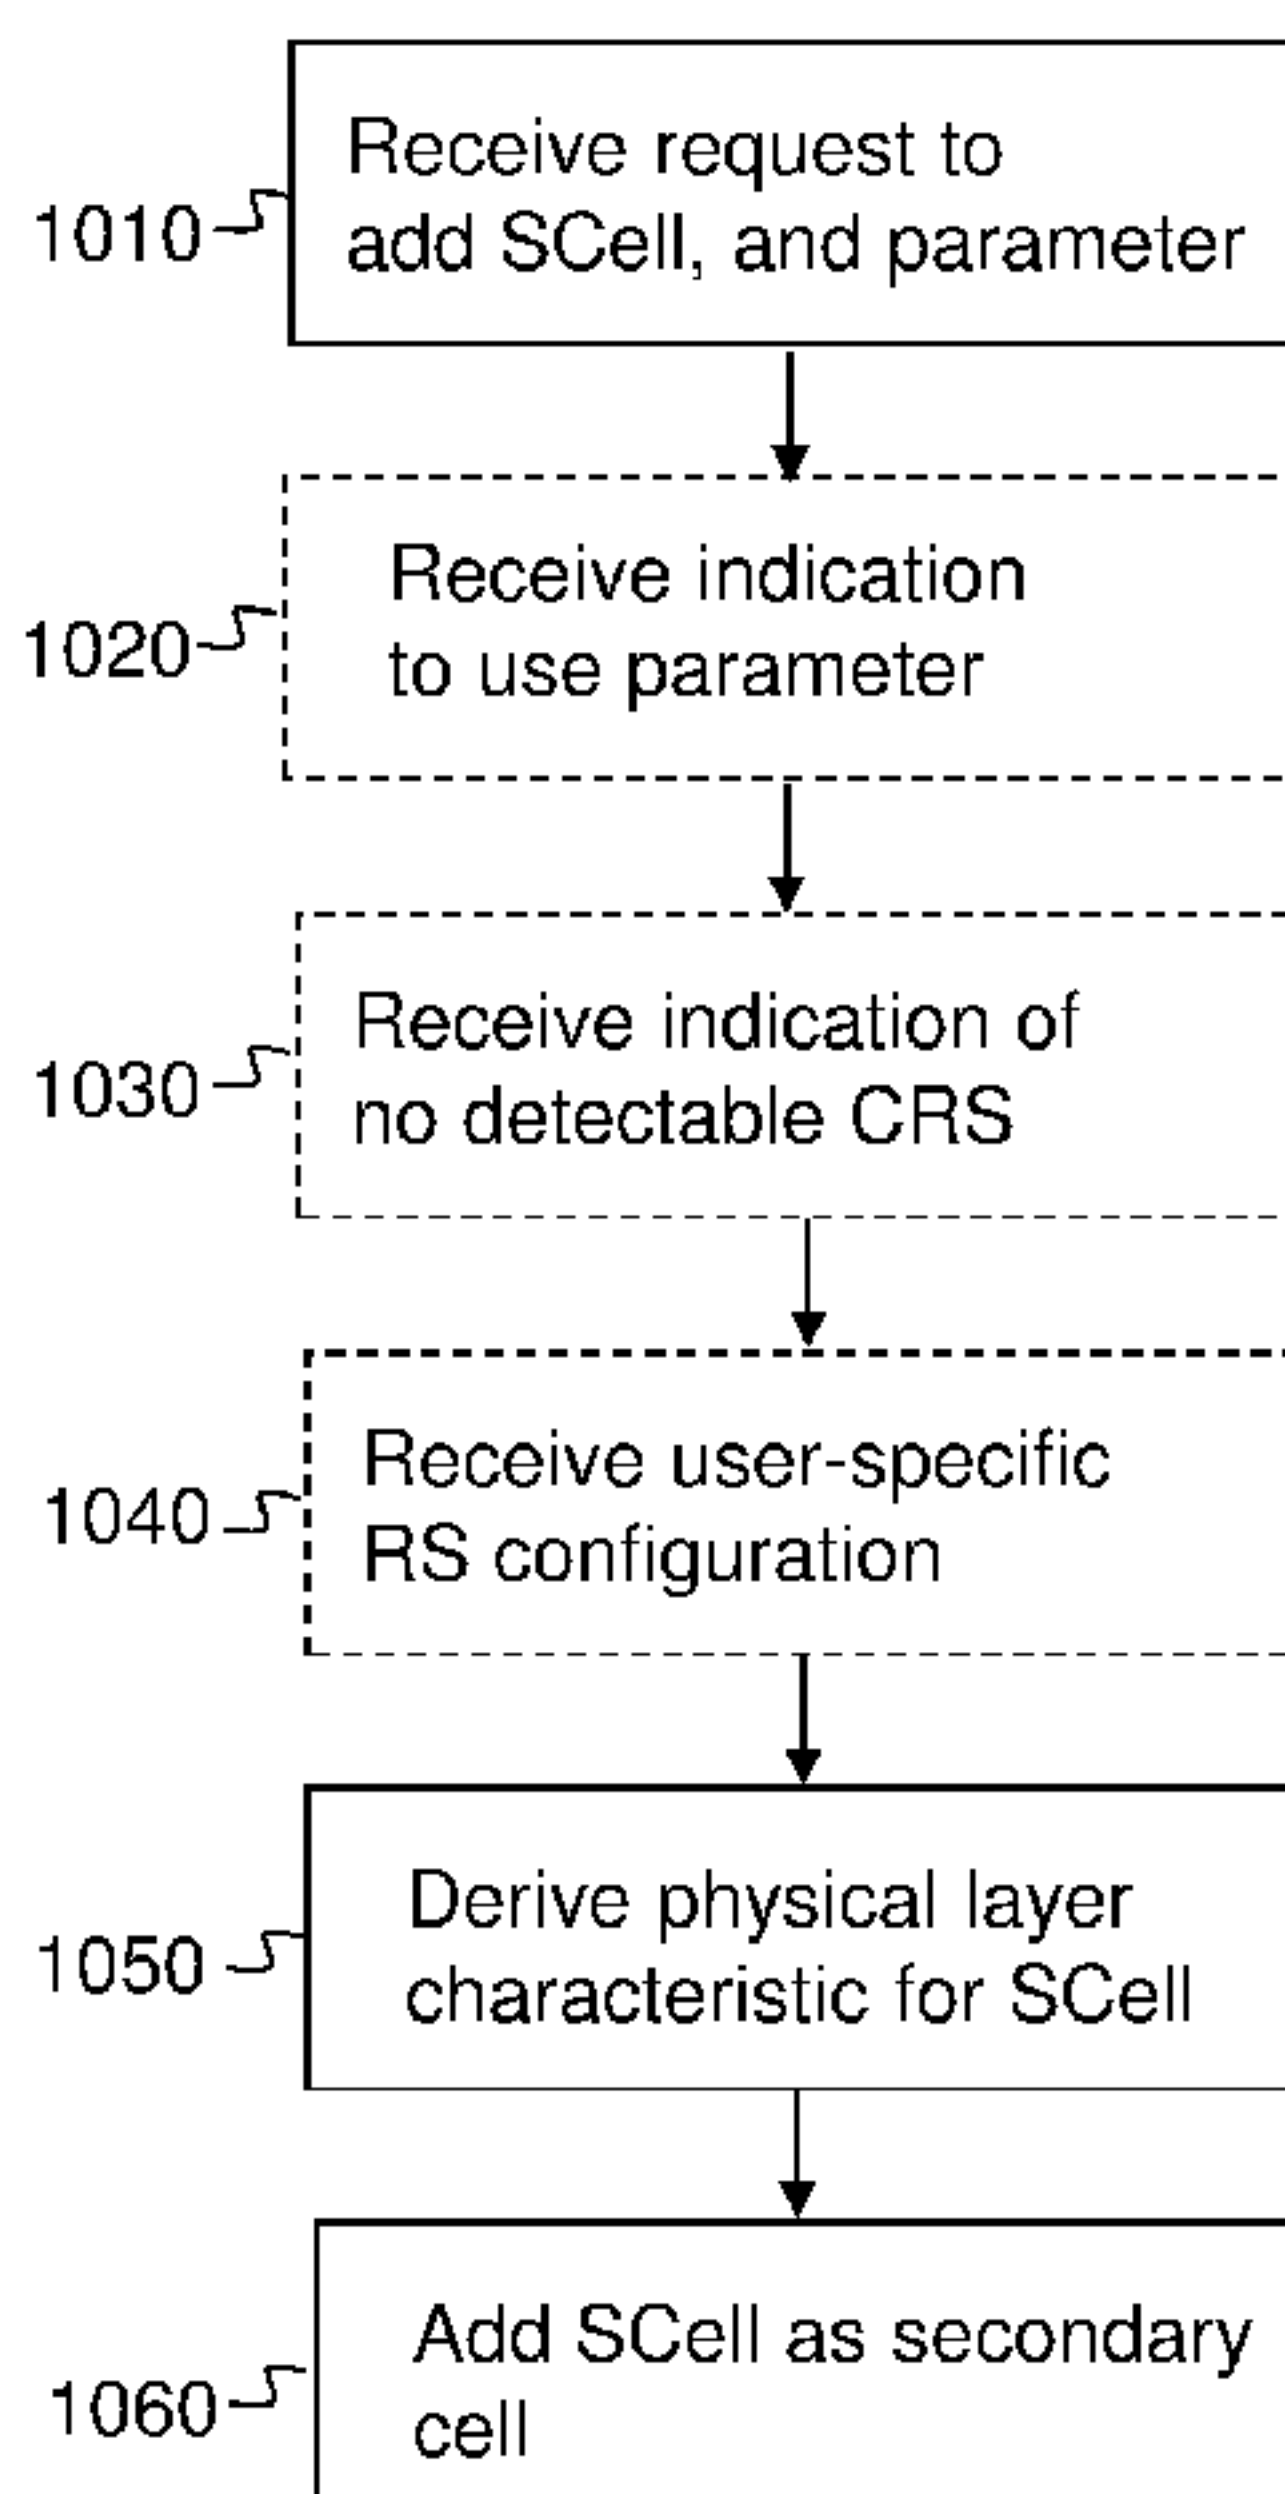 Receive request to
1010 add SCell, and parameter
Receive indication
1020 to use parameter
Receive indication of
1030 no detectable CRS
Receive user-specific
1040 RS configuration
Derive physical layer
1050 characteristic for SCell
Add SCell as secondary
1060 cell